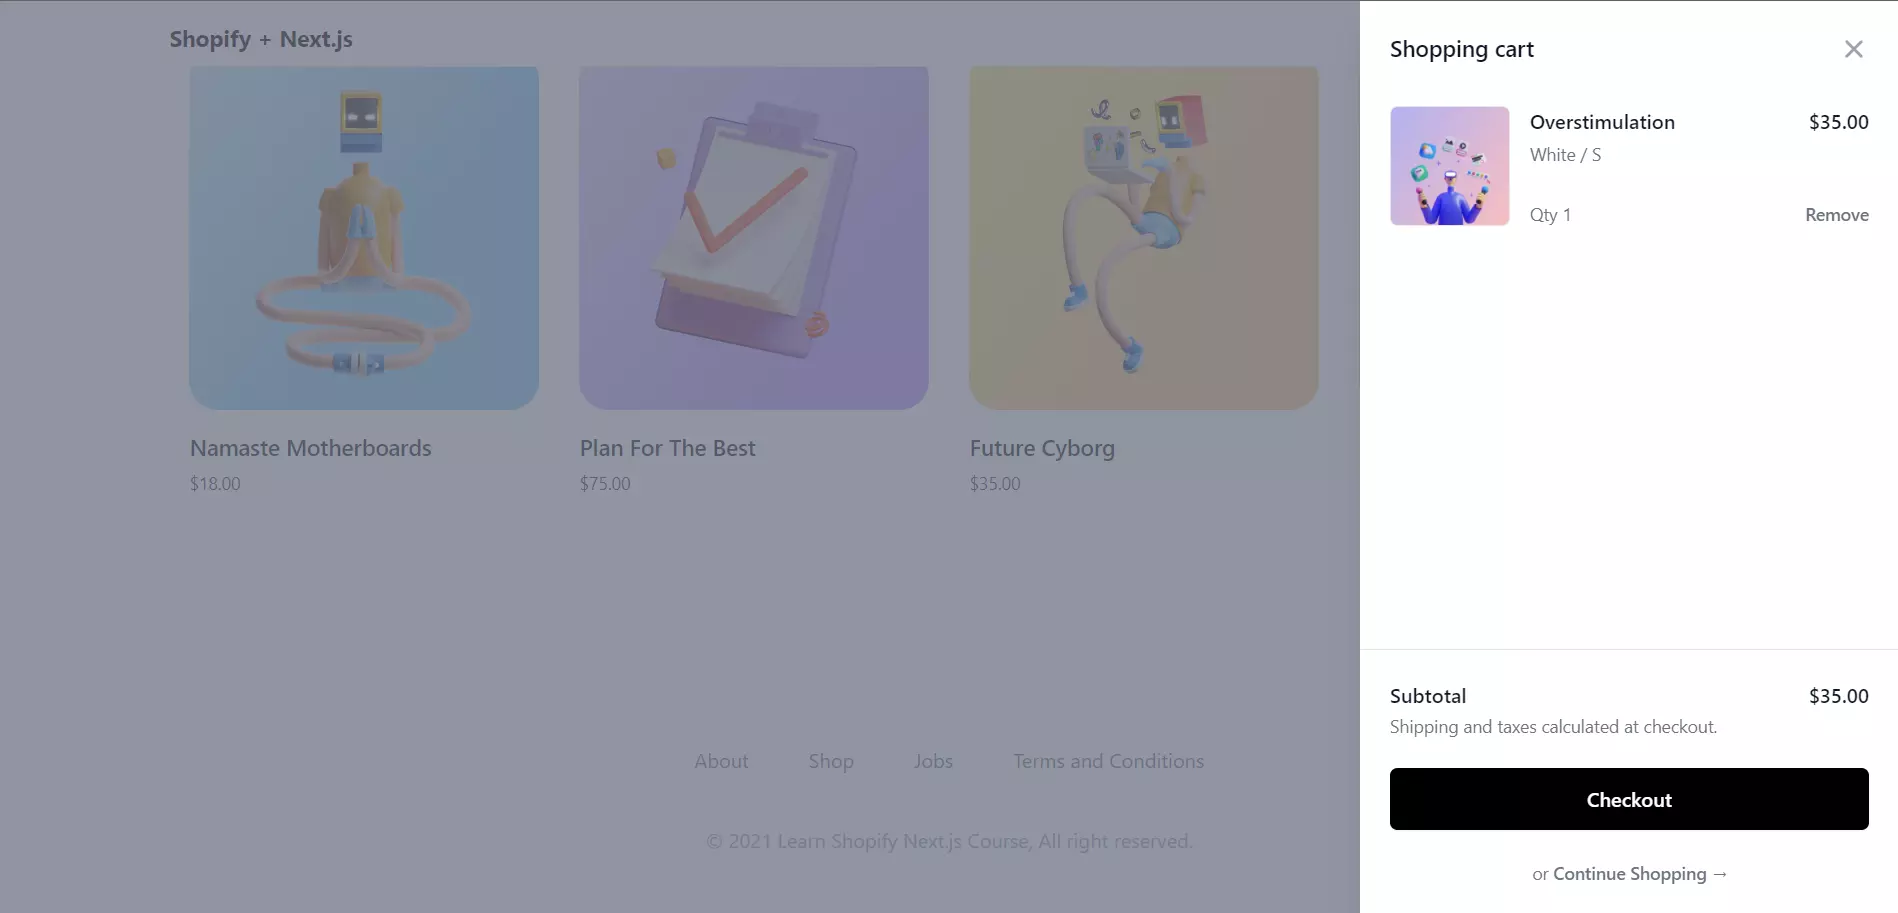 Shopify + Next.js
Namaste Motherboards
$18.00
Plan For The Best
$75.00
Future Cyborg
$35.00
About
Shop
Jobs
Terms and Conditions
© 2021 Learn Shopify Next.js Course, All right reserved.
Shopping cart
Overstimulation
$35.00
White / S
Qty 1
Remove
Subtotal
$35.00
Shipping and taxes calculated at checkout.
Checkout
or Continue Shopping →